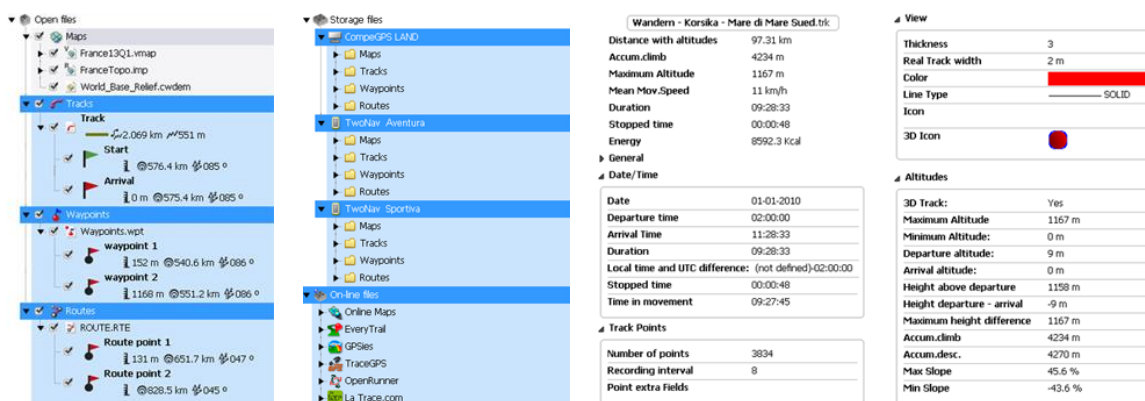 Open files
Maps
France13Q1.vmap
FranceTopo.imp
World_Base_Relief.cwdem
Tracks
Track
2.069 km 551 m
Start
576.4 km 085 º
Arrival
0 m 575.4 km 085 º
Waypoints
Waypoints.wpt
waypoint 1
152 m 540.6 km 086 º
waypoint 2
1168 m 551.2 km 086 º
Routes
ROUTE.RTE
Route point 1
131 m 651.7 km 047 º
Route point 2
828.5 km 045 º
Storage files
CompeGPS LAND
Maps
Tracks
Waypoints
Routes
TwoNav Aventura
Maps
Tracks
Waypoints
Routes
TwoNav Sportiva
Maps
Tracks
Waypoints
Routes
On-line files
Online Maps
EveryTrail
GPSies
TraceGPS
OpenRunner
La Trace.com
Wandern - Korsika - Mare di Mare Sued.trk
Distance with altitudes 97.31 km
Accum.climb 4234 m
Maximum Altitude 1167 m
Mean Mov.Speed 11 km/h
Duration 09:28:33
Stopped time 00:00:48
Energy 8592.3 Kcal
General
Date/Time
Date 01-01-2010
Departure time 02:00:00
Arrival Time 11:28:33
Duration 09:28:33
Local time and UTC difference: (not defined)-02:00:00
Stopped time 00:00:48
Time in movement 09:27:45
Track Points
Number of points 3834
Recording interval 8
Point extra Fields
View
Thickness 3
Real Track width 2 m
Color
Line Type SOLID
Icon
3D Icon
Altitudes
3D Track: Yes
Maximum Altitude 1167 m
Minimum Altitude: 0 m
Departure altitude: 9 m
Arrival altitude: 0 m
Height above departure 1158 m
Height departure - arrival -9 m
Maximum height difference 1167 m
Accum.climb 4234 m
Accum.desc. 4270 m
Max Slope 45.6 %
Min Slope -43.6 %